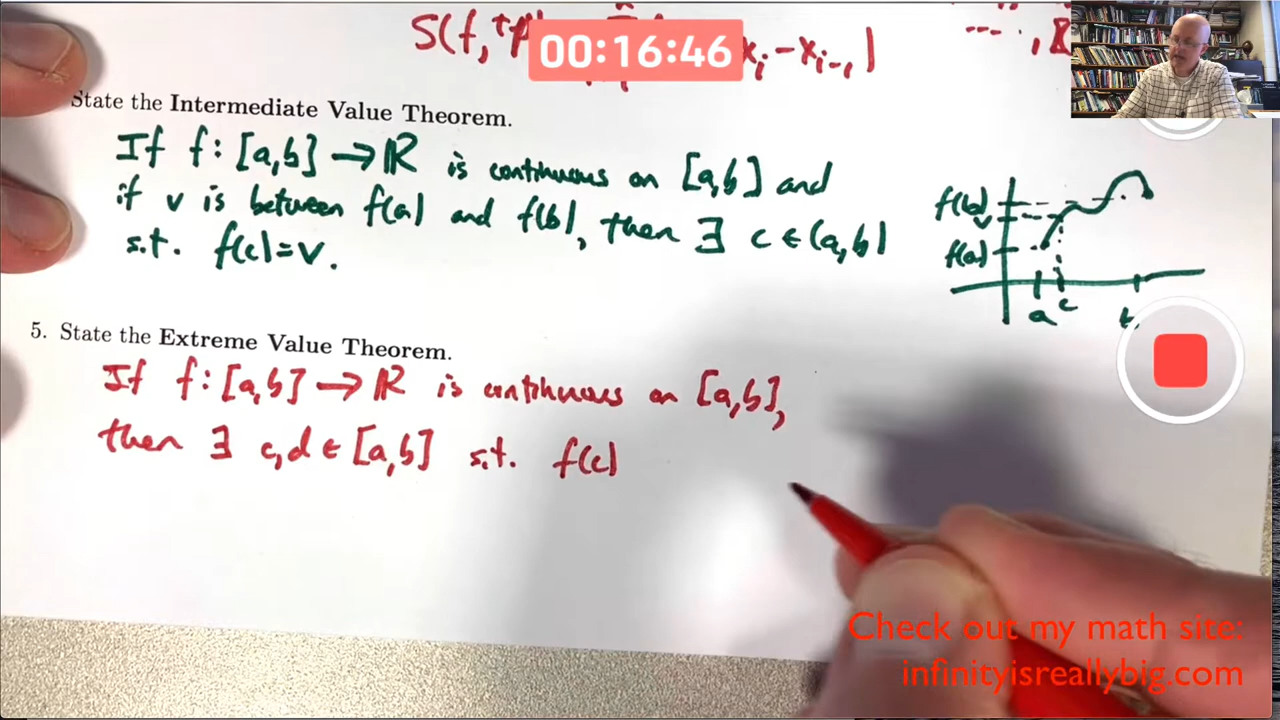 S(f,
00:16:46
x_i - x_{i-1}|
... ,
State the Intermediate Value Theorem.
If f: [a,b] → ℝ is continuous on [a,b] and
if v is between f(a) and f(b), then ∃ c ∈ (a,b)
s.t. f(c)=v.
f(b)
v
f(a)
a c b
5. State the Extreme Value Theorem.
If f: [a,b] → ℝ is continuous on [a,b],
then ∃ c,d ∈ [a,b] s.t. f(c)
Check out my math site:
infinityisreallybig.com